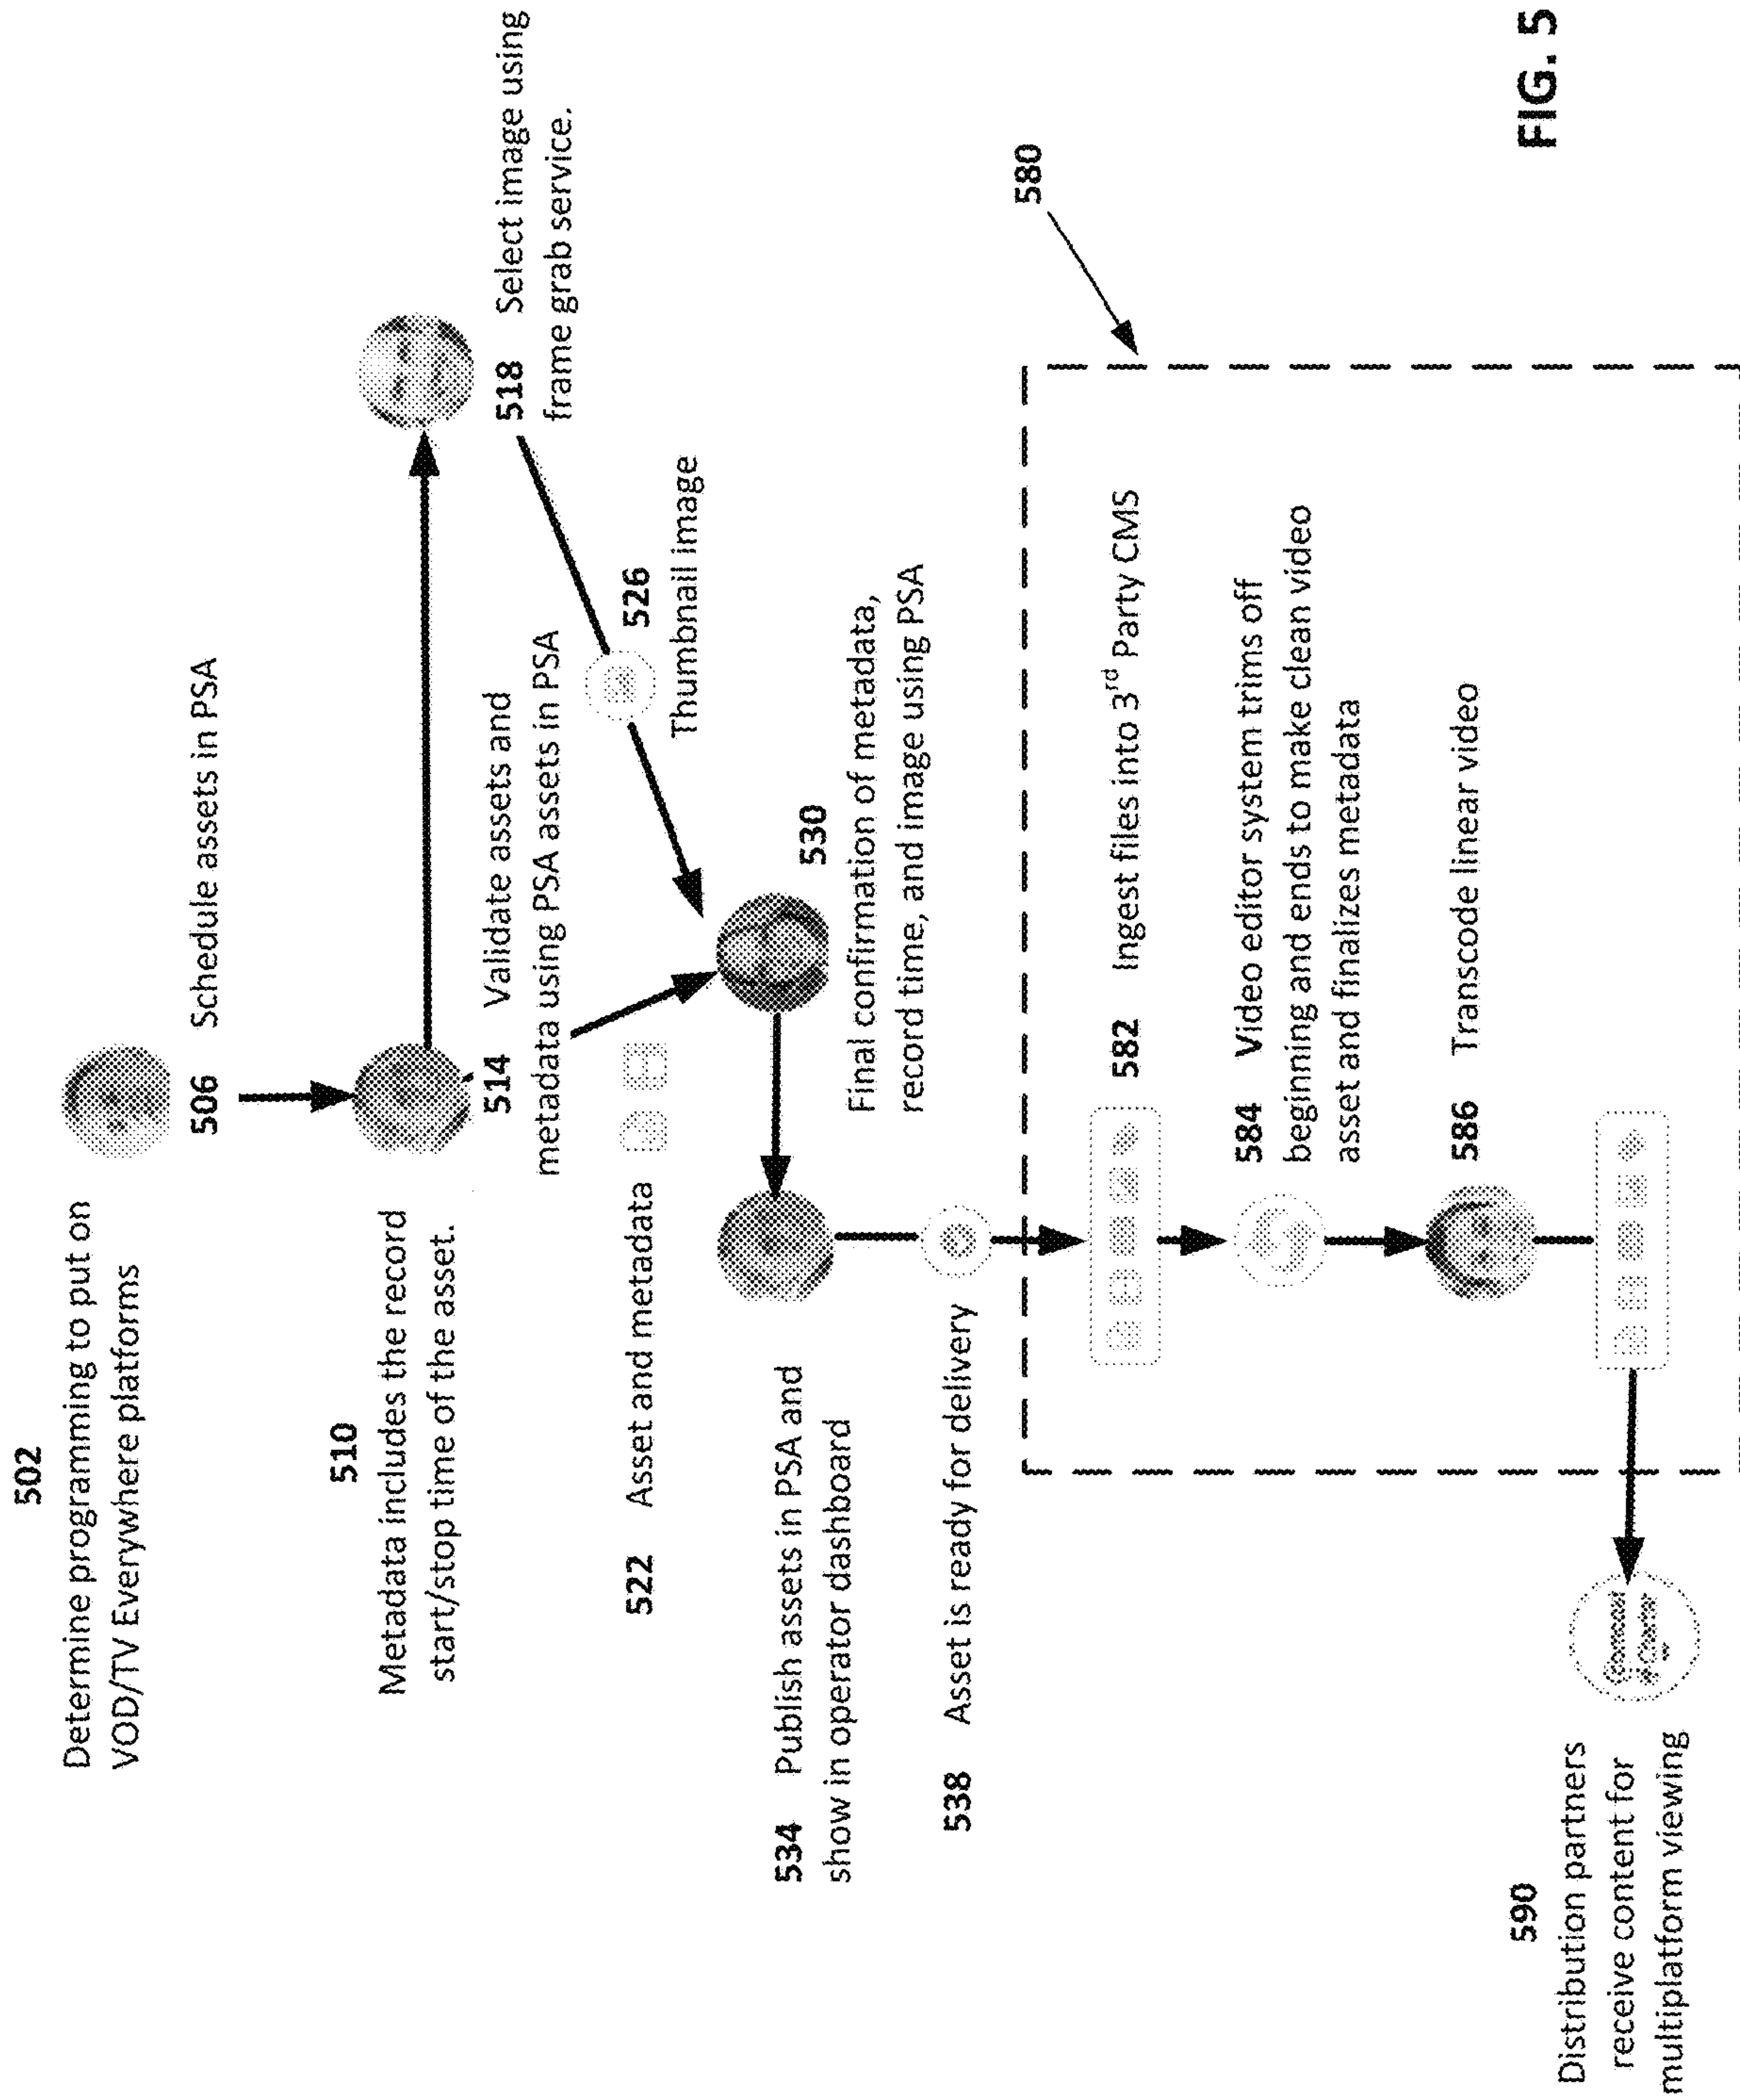 502
Determine programming to put on
VOD/TV Everywhere platforms
506 Schedule assets in PSA
510
Metadata includes the record
start/stop time of the asset.
514 Validate assets and
metadata using PSA assets in PSA
518 Select image using
frame grab service.
522 Asset and metadata
526
Thumbnail image
530
Final confirmation of metadata,
record time, and image using PSA
534 Publish assets in PSA and
show in operator dashboard
538 Asset is ready for delivery
580
582 Ingest files into 3rd Party CMS
584 Video editor system trims off
beginning and ends to make clean video
asset and finalizes metadata
586 Transcode linear video
590
Distribution partners
receive content for
multiplatform viewing
Comcast
Charter
FIG. 5